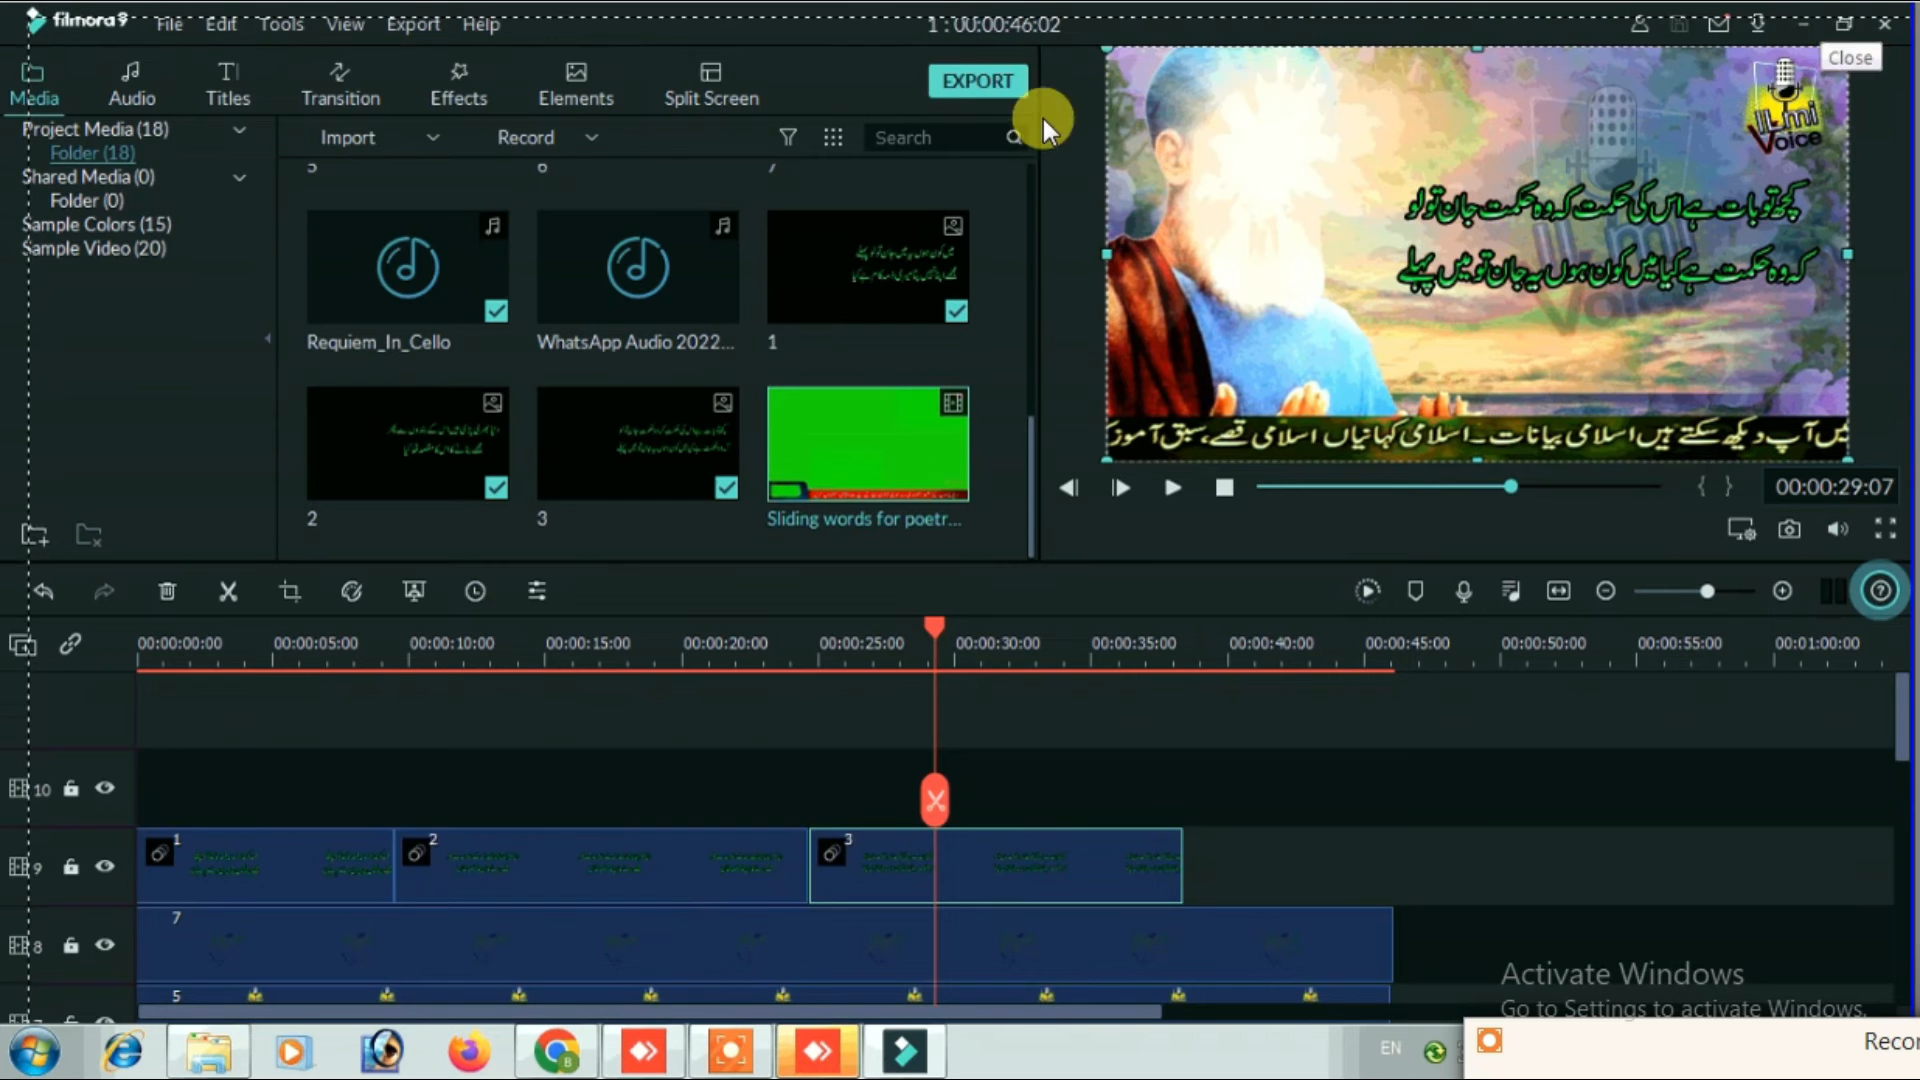 filmora9 File Edit Tools View Export Help
1 : 00:00:46:02
Close
Media Audio Titles Transition Effects Elements Split Screen EXPORT
Project Media (18)
Folder (18)
Shared Media (0)
Folder (0)
Sample Colors (15)
Sample Video (20)
Import Record Search
5 6 7
Requiem_In_Cello WhatsApp Audio 2022... 1
2 3 Sliding words for poetr...
ILmi
Voice
کچھ تو بات ہے اس کی حکمت کہ وہ حکمت جان تو لو
کہ وہ حکمت ہے کیا میں کون ہوں یہ جان تو میں پہلے
میں آپ دیکھ سکتے ہیں اسلامی بیانات۔ اسلامی کہانیاں اسلامی قصے، سبق آموز
{ } 00:00:29:07
00:00:00:00 00:00:05:00 00:00:10:00 00:00:15:00 00:00:20:00 00:00:25:00 00:00:30:00 00:00:35:00 00:00:40:00 00:00:45:00 00:00:50:00 00:00:55:00 00:01:00:00
10
9 1 2 3
8 7
5
Activate Windows
Go to Settings to activate Windows.
EN
Recor